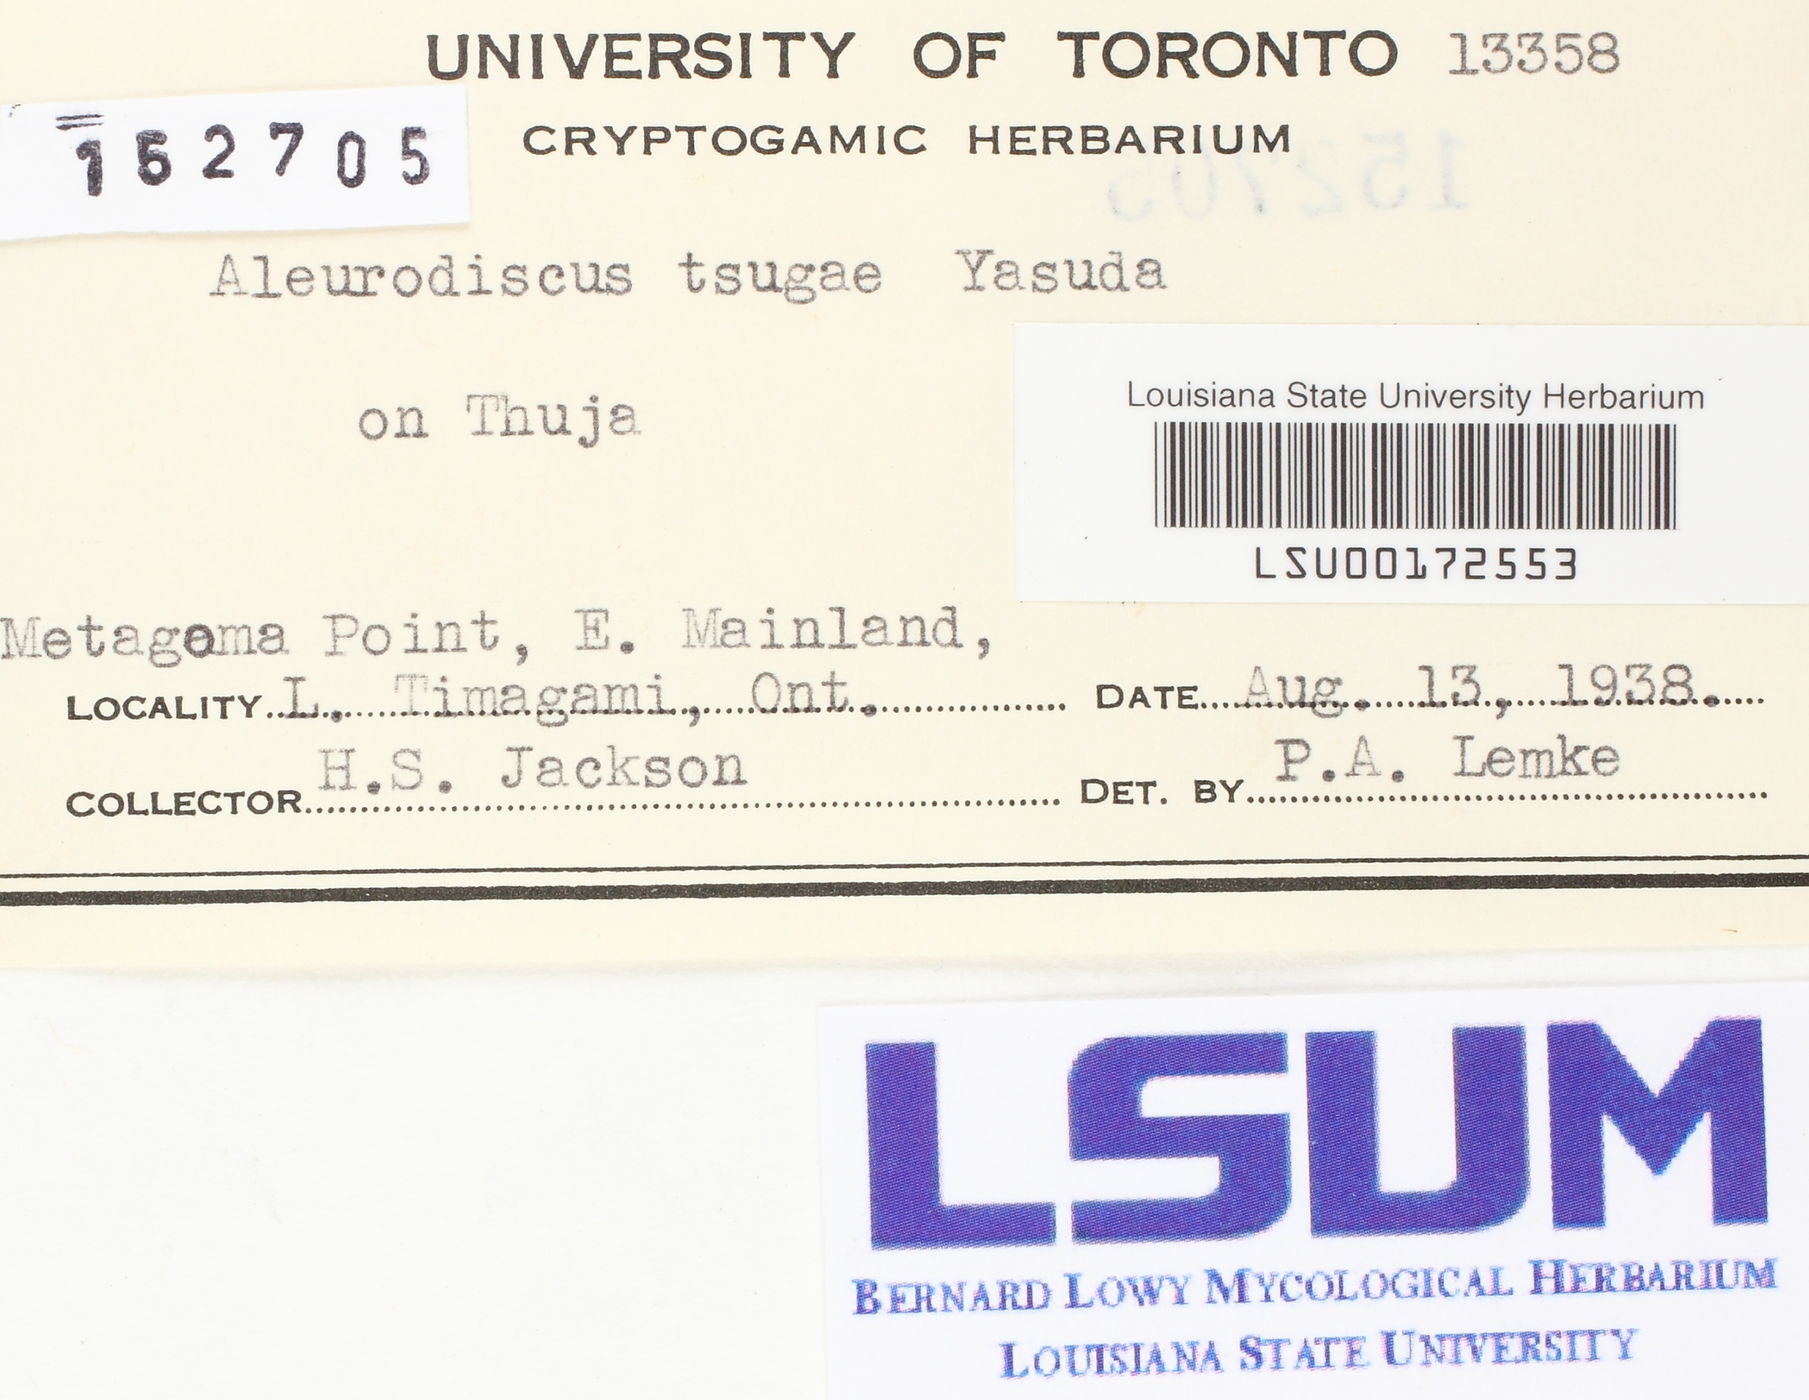 UNIVERSITY OF TORONTO 13358
152705
CRYPTOGAMIC HERBARIUM
Aleurodiscus tsugae Yasuda
on Thuja
Louisiana State University Herbarium
LSU00172553
Metagama Point, E. Mainland,
LOCALITY L. Timagami, Ont. DATE Aug. 13, 1938.
COLLECTOR H.S. Jackson DET. BY P.A. Lemke
LSUM
BERNARD LOWY MYCOLOGICAL HERBARIUM
LOUISIANA STATE UNIVERSITY